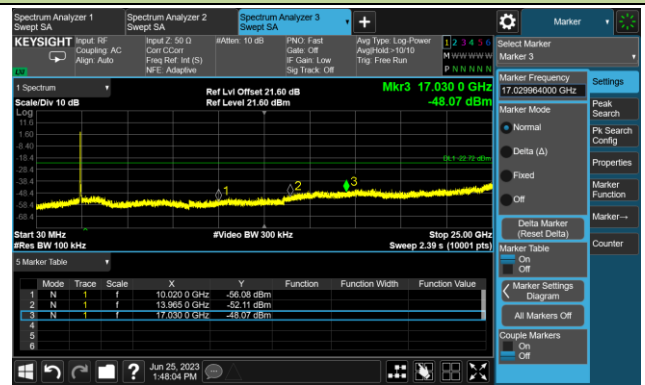 Spectrum Analyzer 1
Swept SA
Spectrum Analyzer 2
Swept SA
Spectrum Analyzer 3
Swept SA
Marker
KEYSIGHT
Input: RF
Coupling: AC
Align: Auto
Input Z: 50 Ω
Corr CCorr
Freq Ref: Int (S)
NFE: Adaptive
#Atten: 10 dB
PNO: Fast
Gate: Off
IF Gain: Low
Sig Track: Off
Avg Type: Log-Power
Avg|Hold:>10/10
Trig: Free Run
1 2 3 4 5 6
M W W W W W
P N N N N N
Select Marker
Marker 3
1 Spectrum
Scale/Div 10 dB
Log
Ref Lvl Offset 21.60 dB
Ref Level 21.60 dBm
Mkr3 17.030 0 GHz
-48.07 dBm
11.6
1.60
-8.40
-18.4
-28.4
-38.4
-48.4
-58.4
-68.4
DL1 -22.72 dBm
1
2
3
Start 30 MHz
#Res BW 100 kHz
#Video BW 300 kHz
Stop 25.00 GHz
Sweep 2.39 s (10001 pts)
5 Marker Table
Mode Trace Scale X Y Function Function Width Function Value
1 N 1 f 10.020 0 GHz -56.08 dBm
2 N 1 f 13.965 0 GHz -52.11 dBm
3 N 1 f 17.030 0 GHz -48.07 dBm
4
5
6
Marker Frequency
17.029964000 GHz
Marker Mode
Normal
Delta (Δ)
Fixed
Off
Delta Marker
(Reset Delta)
Marker Table
On
Off
Marker Settings
Diagram
All Markers Off
Couple Markers
On
Off
Settings
Peak
Search
Pk Search
Config
Properties
Marker
Function
Marker→
Counter
Jun 25, 2023
1:48:04 PM